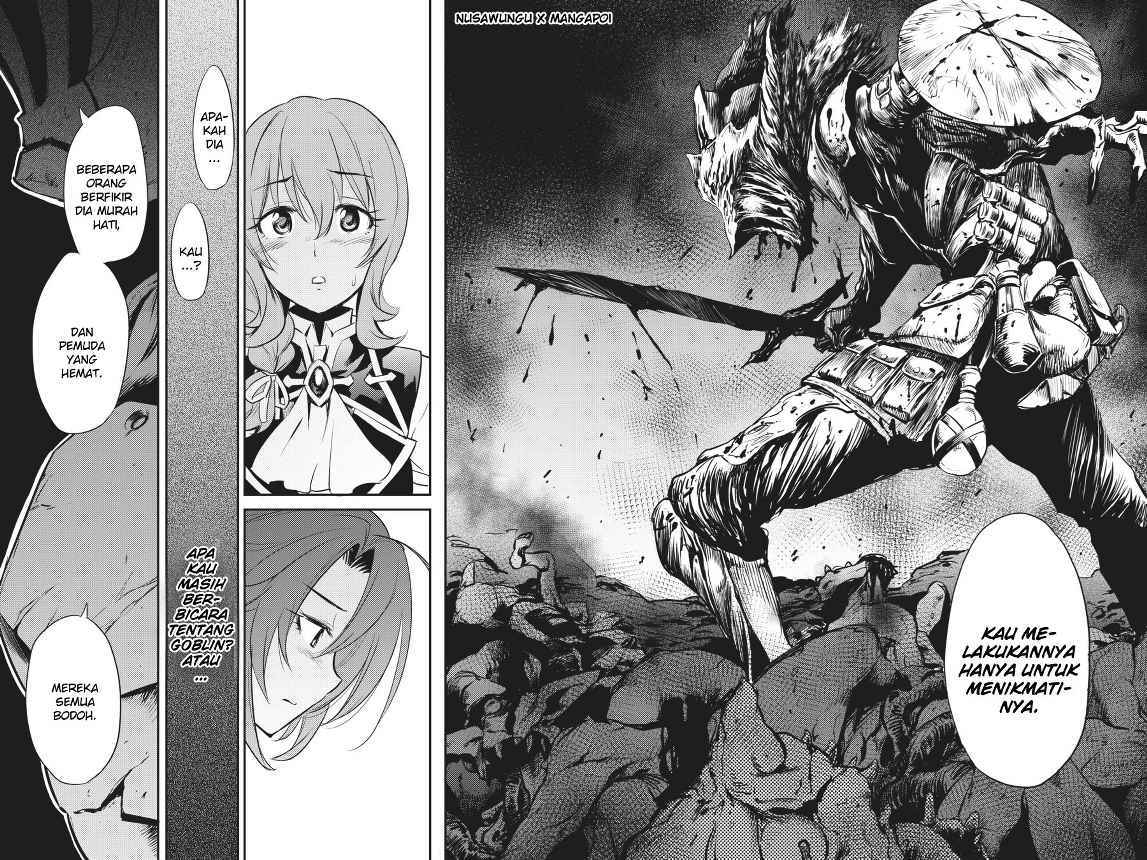 NUSAWUNGU X MANGAPOI
KAU ME-
LAKUKANNYA
HANYA UNTUK
MENIKMATI-
NYA.
APA-
KAH
DIA
...
KAU
...?
APA
KAU
MASIH
BER-
BICARA
TENTANG
GOBLIN?
ATAU
...
BEBERAPA
ORANG
BERFIKIR
DIA MURAH
HATI,
DAN
PEMUDA
YANG
HEMAT.
MEREKA
SEMUA
BODOH.